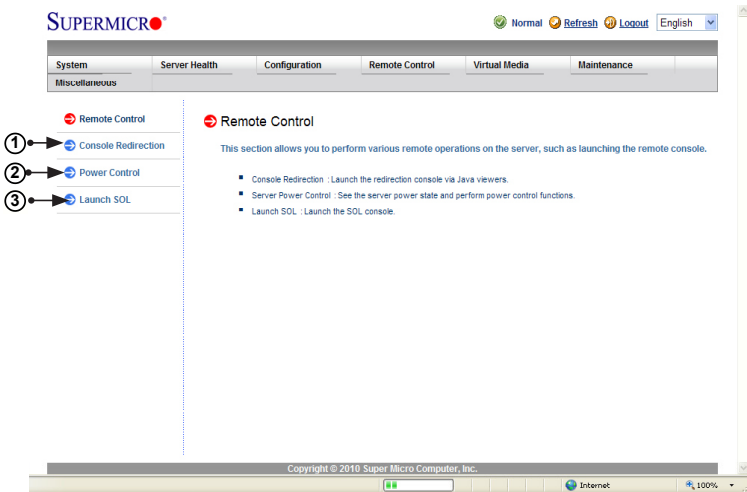 SUPERMICRO
Normal Refresh Logout English
System Server Health Configuration Remote Control Virtual Media Maintenance
Miscellaneous
Remote Control
1 Console Redirection
2 Power Control
3 Launch SOL
Remote Control
This section allows you to perform various remote operations on the server, such as launching the remote console.
Console Redirection : Launch the redirection console via Java viewers.
Server Power Control : See the server power state and perform power control functions.
Launch SOL : Launch the SOL console.
Copyright © 2010 Super Micro Computer, Inc.
Internet 100%